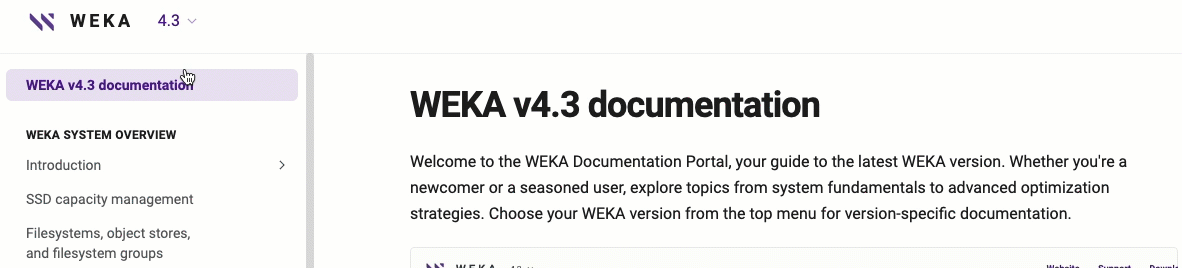 WEKA 4.3
WEKA v4.3 documentation
WEKA SYSTEM OVERVIEW
Introduction
SSD capacity management
Filesystems, object stores,
and filesystem groups
WEKA v4.3 documentation
Welcome to the WEKA Documentation Portal, your guide to the latest WEKA version. Whether you're a
newcomer or a seasoned user, explore topics from system fundamentals to advanced optimization
strategies. Choose your WEKA version from the top menu for version-specific documentation.
WEKA Website Support